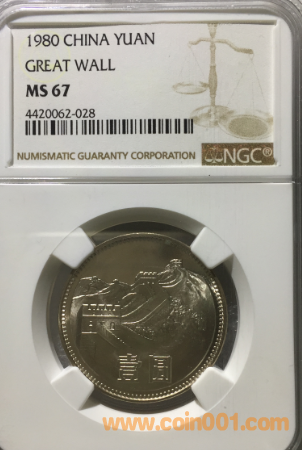 1980 CHINA YUAN
GREAT WALL
MS 67
4420062-028
NUMISMATIC GUARANTY CORPORATION NGC®
壹圆
www.coin001.com